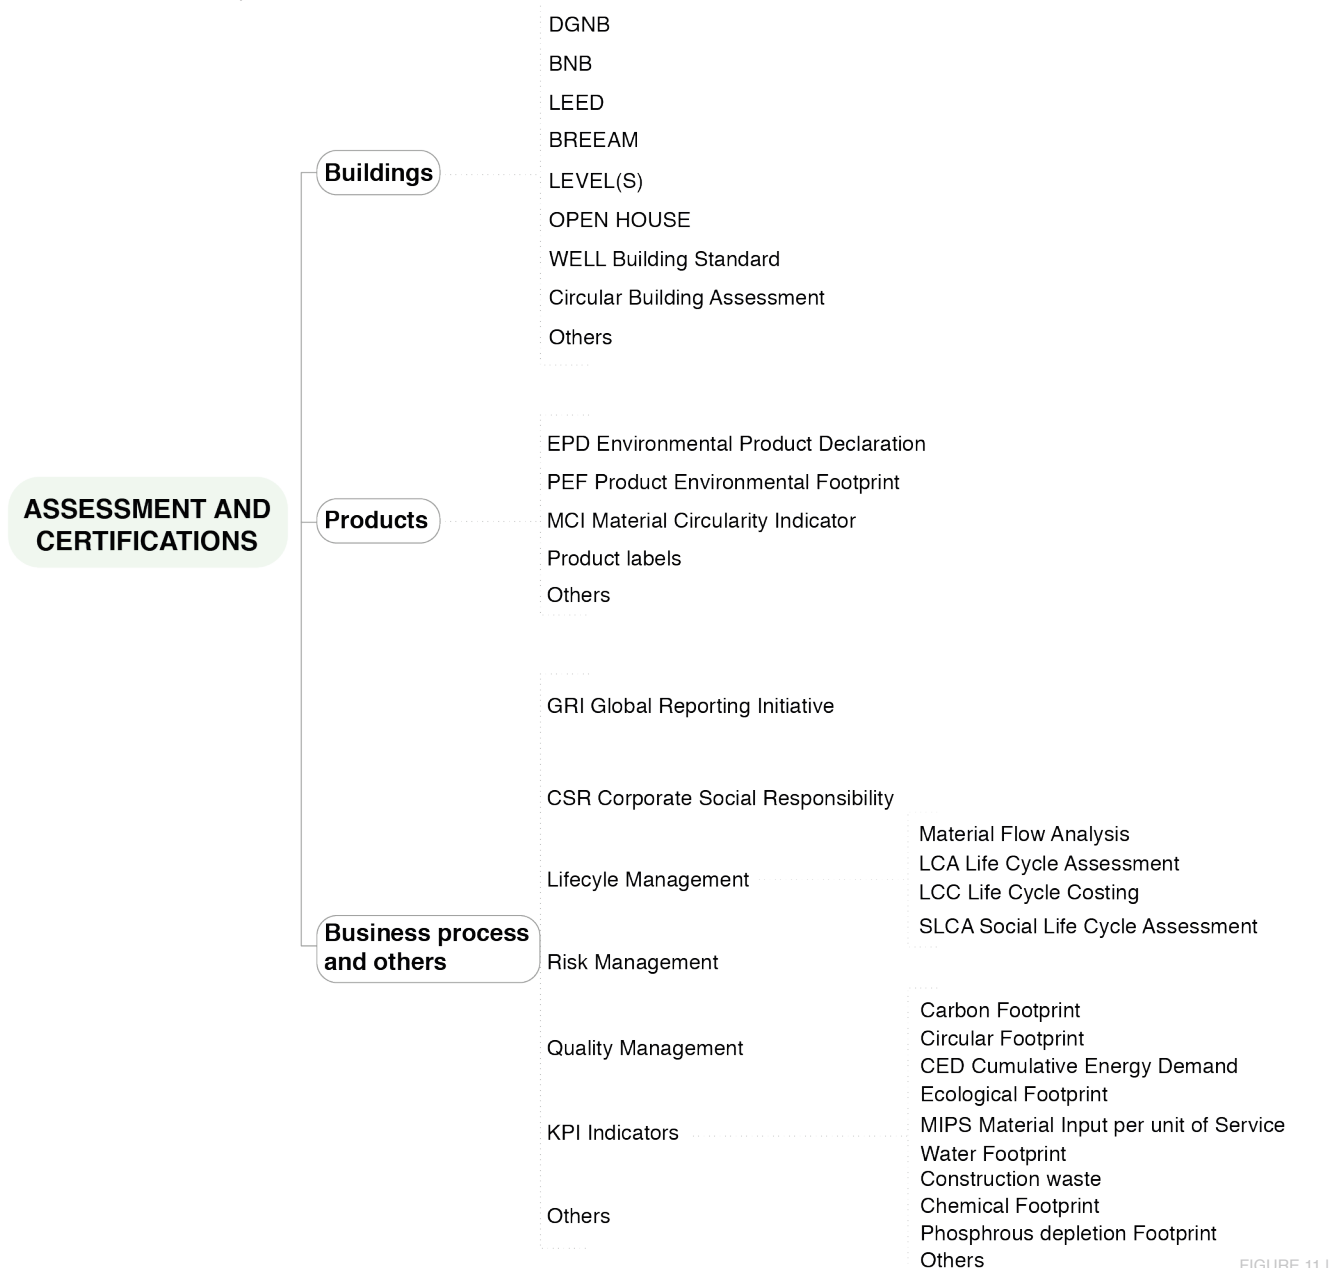 DGNB
BNB
LEED
BREEAM
Buildings
LEVEL(S)
OPEN HOUSE
WELL Building Standard
Circular Building Assessment
Others
ASSESSMENT AND
CERTIFICATIONS
Products
EPD Environmental Product Declaration
PEF Product Environmental Footprint
MCI Material Circularity Indicator
Product labels
Others
Business process
and others
GRI Global Reporting Initiative
CSR Corporate Social Responsibility
Lifecyle Management
Material Flow Analysis
LCA Life Cycle Assessment
LCC Life Cycle Costing
SLCA Social Life Cycle Assessment
Risk Management
Quality Management
KPI Indicators
Carbon Footprint
Circular Footprint
CED Cumulative Energy Demand
Ecological Footprint
MIPS Material Input per unit of Service
Water Footprint
Construction waste
Chemical Footprint
Phosphrous depletion Footprint
Others
Others
FIGURE 11 |